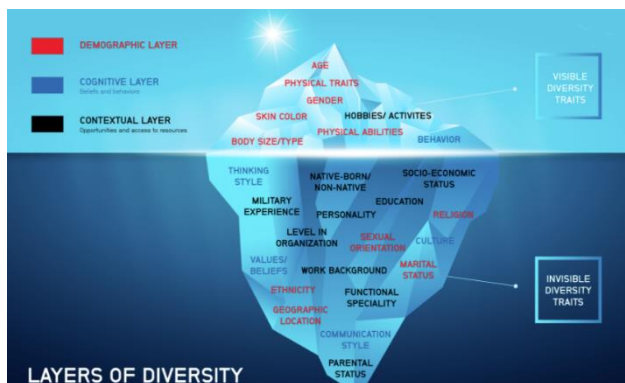 DEMOGRAPHIC LAYER
COGNITIVE LAYER
Beliefs and behaviors
CONTEXTUAL LAYER
Opportunities and access to resources
AGE
PHYSICAL TRAITS
GENDER
SKIN COLOR
HOBBIES/ ACTIVITES
BODY SIZE/TYPE
PHYSICAL ABILITIES
BEHAVIOR
VISIBLE
DIVERSITY
TRAITS
THINKING
STYLE
NATIVE-BORN/
NON-NATIVE
SOCIO-ECONOMIC
STATUS
MILITARY
EXPERIENCE
EDUCATION
PERSONALITY
RELIGION
LEVEL IN
ORGANIZATION
SEXUAL
ORIENTATION
CULTURE
VALUES/
BELIEFS
WORK BACKGROUND
MARITAL
STATUS
ETHNICITY
FUNCTIONAL
SPECIALITY
GEOGRAPHIC
LOCATION
COMMUNICATION
STYLE
PARENTAL
STATUS
INVISIBLE
DIVERSITY
TRAITS
LAYERS OF DIVERSITY